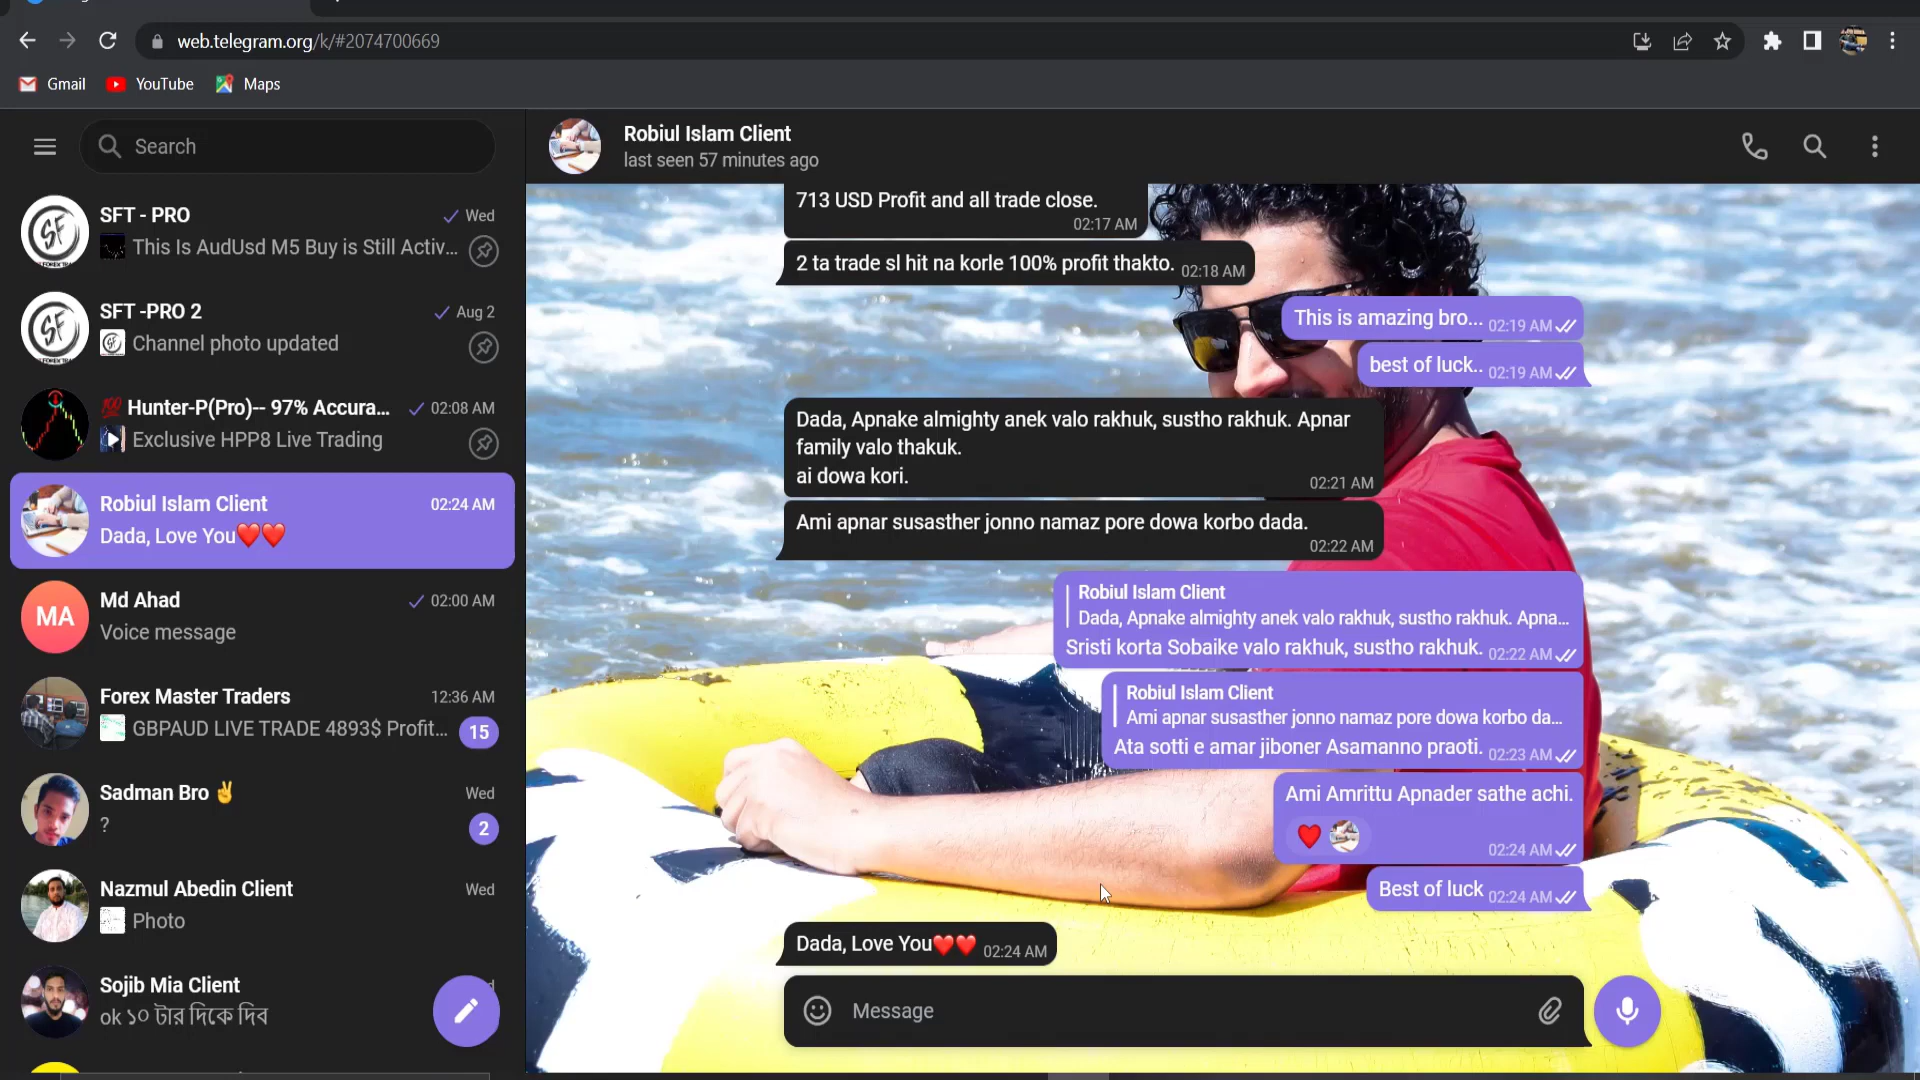 web.telegram.org/k/#2074700669
Gmail
YouTube
Maps
Search
SFT - PRO
Wed
This Is AudUsd M5 Buy is Still Activ...
SFT -PRO 2
Aug 2
Channel photo updated
💯 Hunter-P(Pro)-- 97% Accura...
02:08 AM
Exclusive HPP8 Live Trading
Robiul Islam Client
02:24 AM
Dada, Love You❤️❤️
MA
Md Ahad
02:00 AM
Voice message
Forex Master Traders
12:36 AM
GBPAUD LIVE TRADE 4893$ Profit...
15
Sadman Bro ✌️
Wed
?
2
Nazmul Abedin Client
Wed
Photo
Sojib Mia Client
ok ১০ টার দিকে দিব
Robiul Islam Client
last seen 57 minutes ago
713 USD Profit and all trade close.
02:17 AM
2 ta trade sl hit na korle 100% profit thakto. 02:18 AM
This is amazing bro... 02:19 AM
best of luck.. 02:19 AM
Dada, Apnake almighty anek valo rakhuk, sustho rakhuk. Apnar
family valo thakuk.
ai dowa kori.
02:21 AM
Ami apnar susasther jonno namaz pore dowa korbo dada.
02:22 AM
Robiul Islam Client
Dada, Apnake almighty anek valo rakhuk, sustho rakhuk. Apna...
Sristi korta Sobaike valo rakhuk, sustho rakhuk. 02:22 AM
Robiul Islam Client
Ami apnar susasther jonno namaz pore dowa korbo da...
Ata sotti e amar jiboner Asamanno praoti. 02:23 AM
Ami Amrittu Apnader sathe achi.
❤️
02:24 AM
Best of luck 02:24 AM
Dada, Love You❤️❤️ 02:24 AM
Message